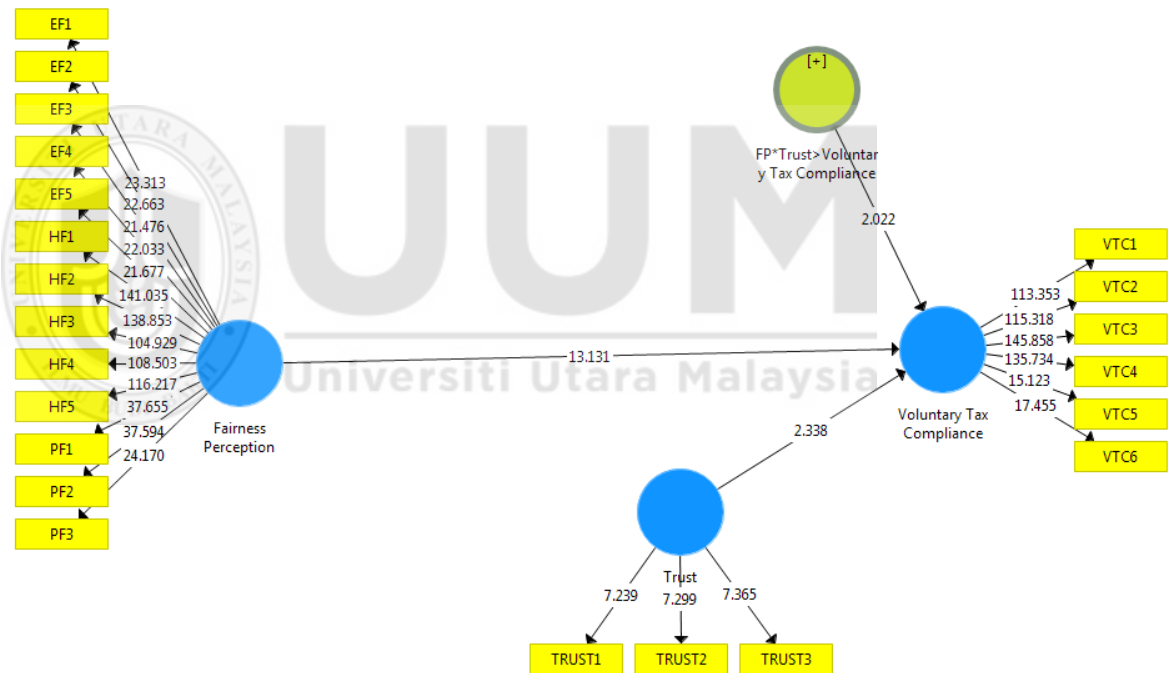 EF1
EF2
EF3
EF4
EF5
HF1
HF2
HF3
HF4
HF5
PF1
PF2
PF3
23.313
22.663
21.476
22.033
21.677
141.035
138.853
104.929
108.503
116.217
37.655
37.594
24.170
Fairness
Perception
13.131
[+]
FP*Trust>Voluntar
y Tax Compliance
2.022
2.338
Trust
7.239
7.299
7.365
TRUST1
TRUST2
TRUST3
Voluntary Tax
Compliance
113.353
115.318
145.858
135.734
15.123
17.455
VTC1
VTC2
VTC3
VTC4
VTC5
VTC6
UUM
Universiti Utara Malaysia